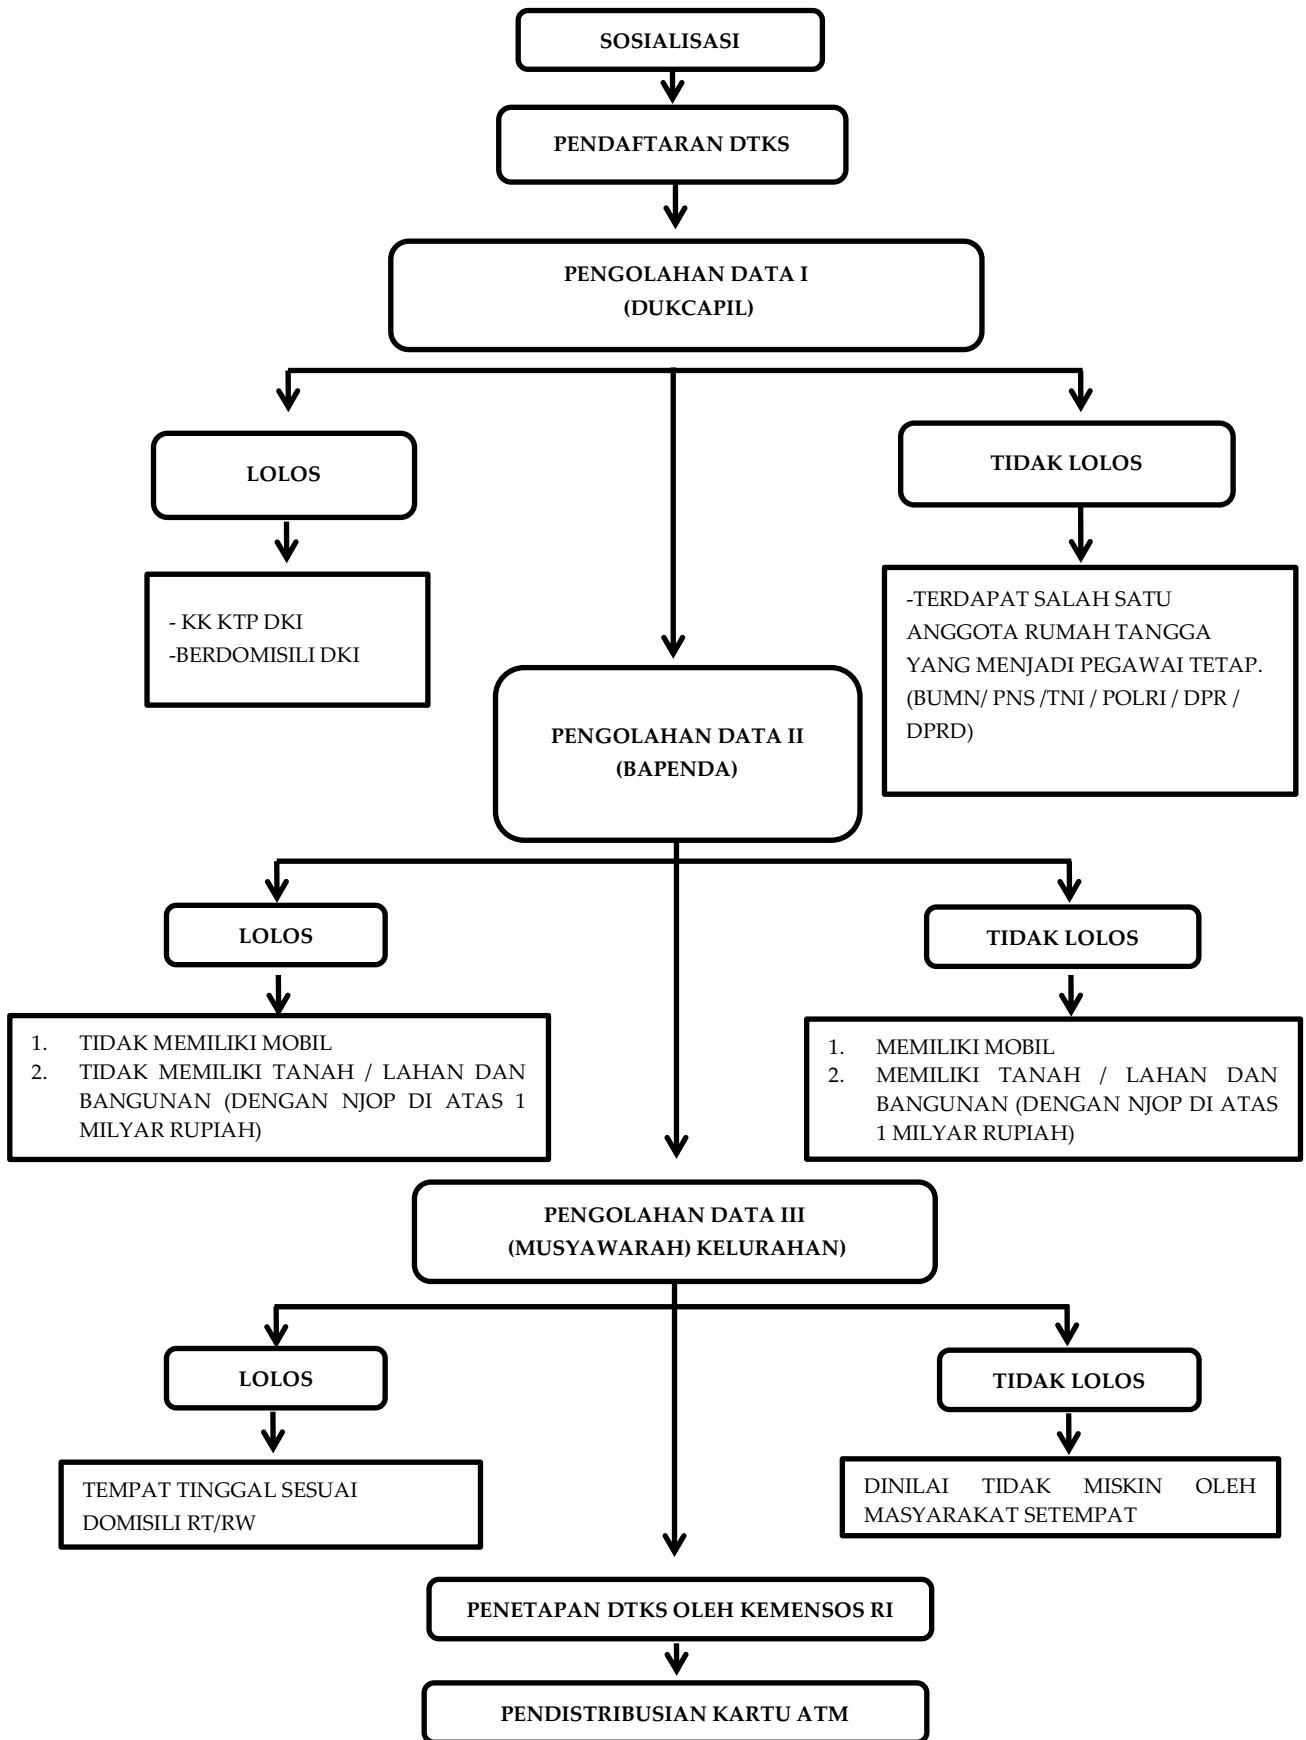 SOSIALISASI
PENDAFTARAN DTKS
PENGOLAHAN DATA I
(DUKCAPIL)
LOLOS
TIDAK LOLOS
- KK KTP DKI
-BERDOMISILI DKI
-TERDAPAT SALAH SATU
ANGGOTA RUMAH TANGGA
YANG MENJADI PEGAWAI TETAP.
(BUMN/ PNS /TNI / POLRI / DPR /
DPRD)
PENGOLAHAN DATA II
(BAPENDA)
LOLOS
TIDAK LOLOS
1. TIDAK MEMILIKI MOBIL
2. TIDAK MEMILIKI TANAH / LAHAN DAN
BANGUNAN (DENGAN NJOP DI ATAS 1
MILYAR RUPIAH)
1. MEMILIKI MOBIL
2. MEMILIKI TANAH / LAHAN DAN
BANGUNAN (DENGAN NJOP DI ATAS
1 MILYAR RUPIAH)
PENGOLAHAN DATA III
(MUSYAWARAH) KELURAHAN)
LOLOS
TIDAK LOLOS
TEMPAT TINGGAL SESUAI
DOMISILI RT/RW
DINILAI TIDAK MISKIN OLEH
MASYARAKAT SETEMPAT
PENETAPAN DTKS OLEH KEMENSOS RI
PENDISTRIBUSIAN KARTU ATM